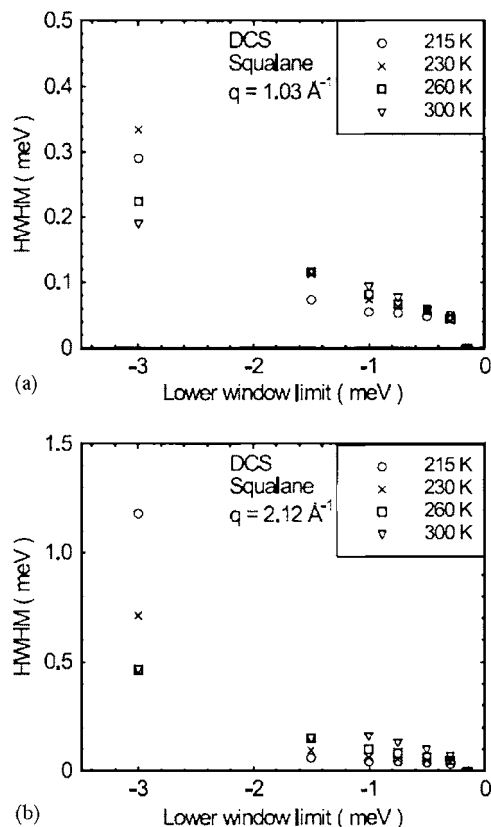 0.5
DCS
Squalane
q = 1.03 Å⁻¹
215 K
230 K
260 K
300 K
0.4
0.3
0.2
0.1
0
HWHM ( meV )
-3
-2
-1
0
Lower window limit ( meV )
(a)
1.5
DCS
Squalane
q = 2.12 Å⁻¹
215 K
230 K
260 K
300 K
1.0
0.5
0
HWHM ( meV )
-3
-2
-1
0
Lower window limit ( meV )
(b)